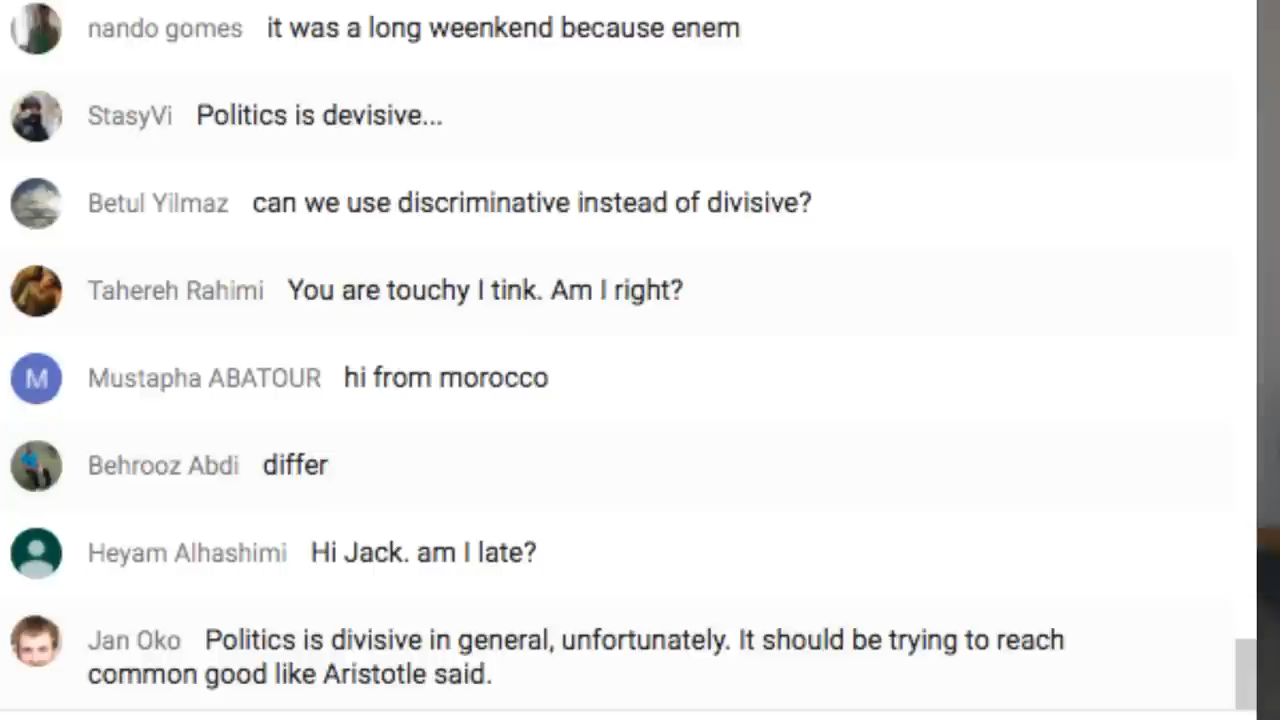 nando gomes it was a long weenkend because enem
StasyVi Politics is devisive...
Betul Yilmaz can we use discriminative instead of divisive?
Tahereh Rahimi You are touchy I tink. Am I right?
M Mustapha ABATOUR hi from morocco
Behrooz Abdi differ
Heyam Alhashimi Hi Jack. am I late?
Jan Oko Politics is divisive in general, unfortunately. It should be trying to reach
common good like Aristotle said.